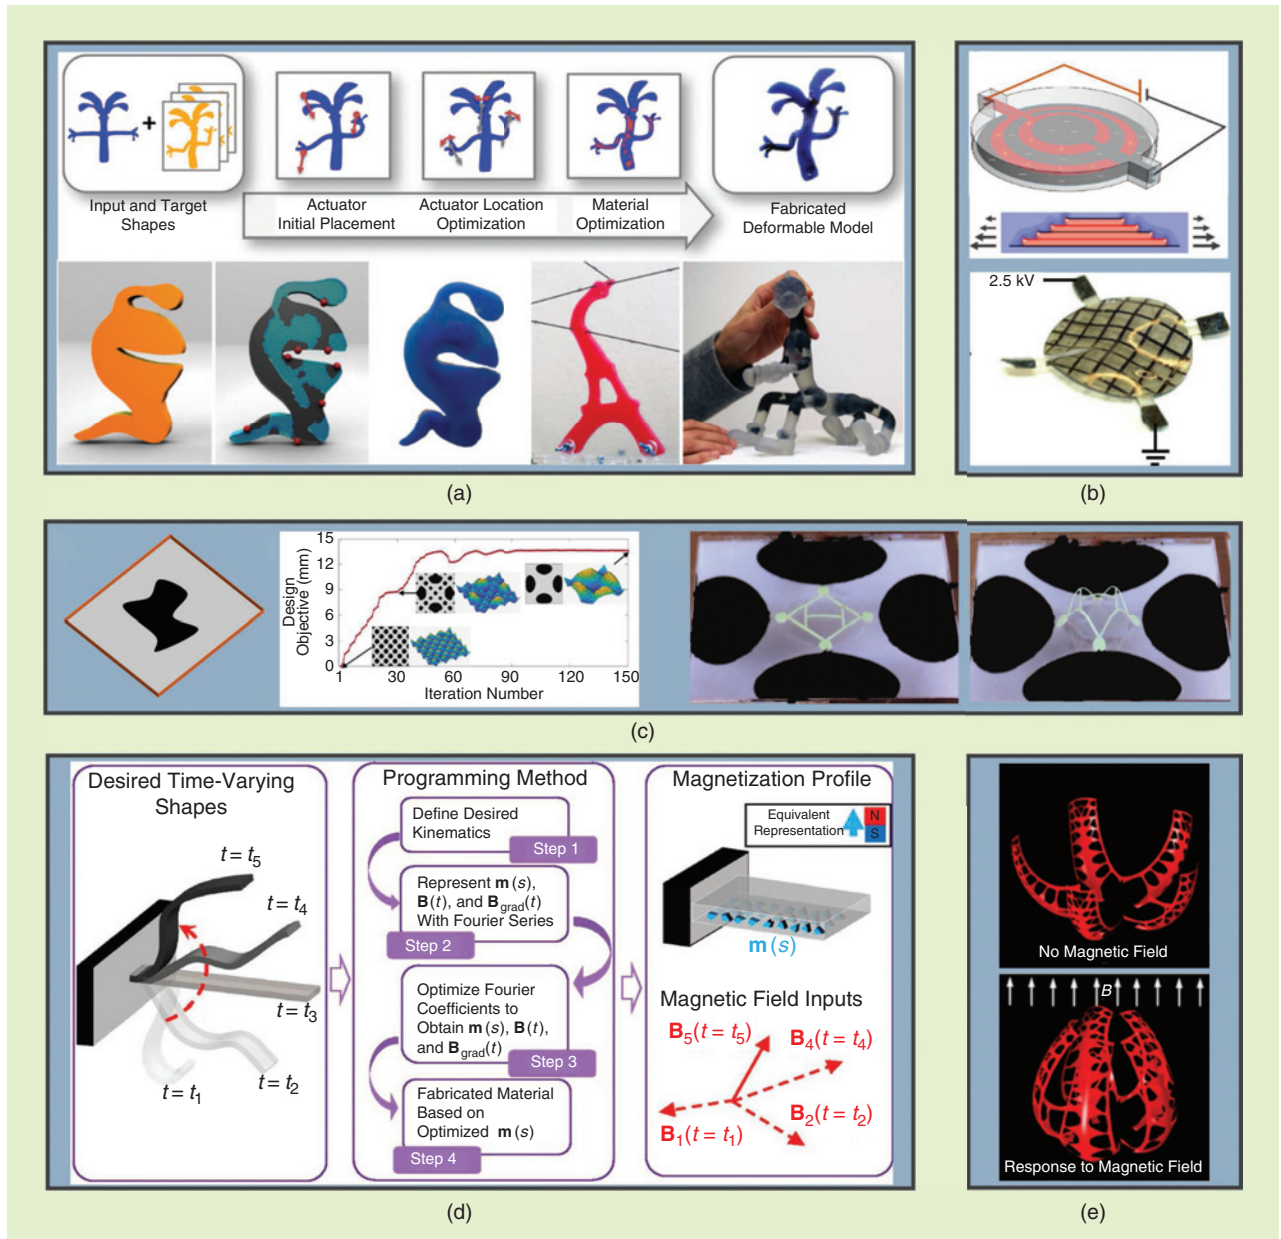 +
Input and Target
Shapes
Actuator
Initial Placement
Actuator Location
Optimization
Material
Optimization
Fabricated
Deformable Model
(a)
2.5 kV
(b)
Design
Objective (mm)
15
12
9
6
3
0
1 30 60 90 120 150
Iteration Number
(c)
Desired Time-Varying
Shapes
t = t5
t = t4
t = t3
t = t2
t = t1
Programming Method
Define Desired
Kinematics
Step 1
Represent m(s),
B(t), and Bgrad(t)
With Fourier Series
Step 2
Optimize Fourier
Coefficients to
Obtain m(s), B(t),
and Bgrad(t)
Step 3
Fabricated Material
Based on
Optimized m(s)
Step 4
Magnetization Profile
Equivalent
Representation
N
S
m(s)
Magnetic Field Inputs
B5(t = t5)
B4(t = t4)
B2(t = t2)
B1(t = t1)
(d)
No Magnetic Field
B
Response to Magnetic Field
(e)